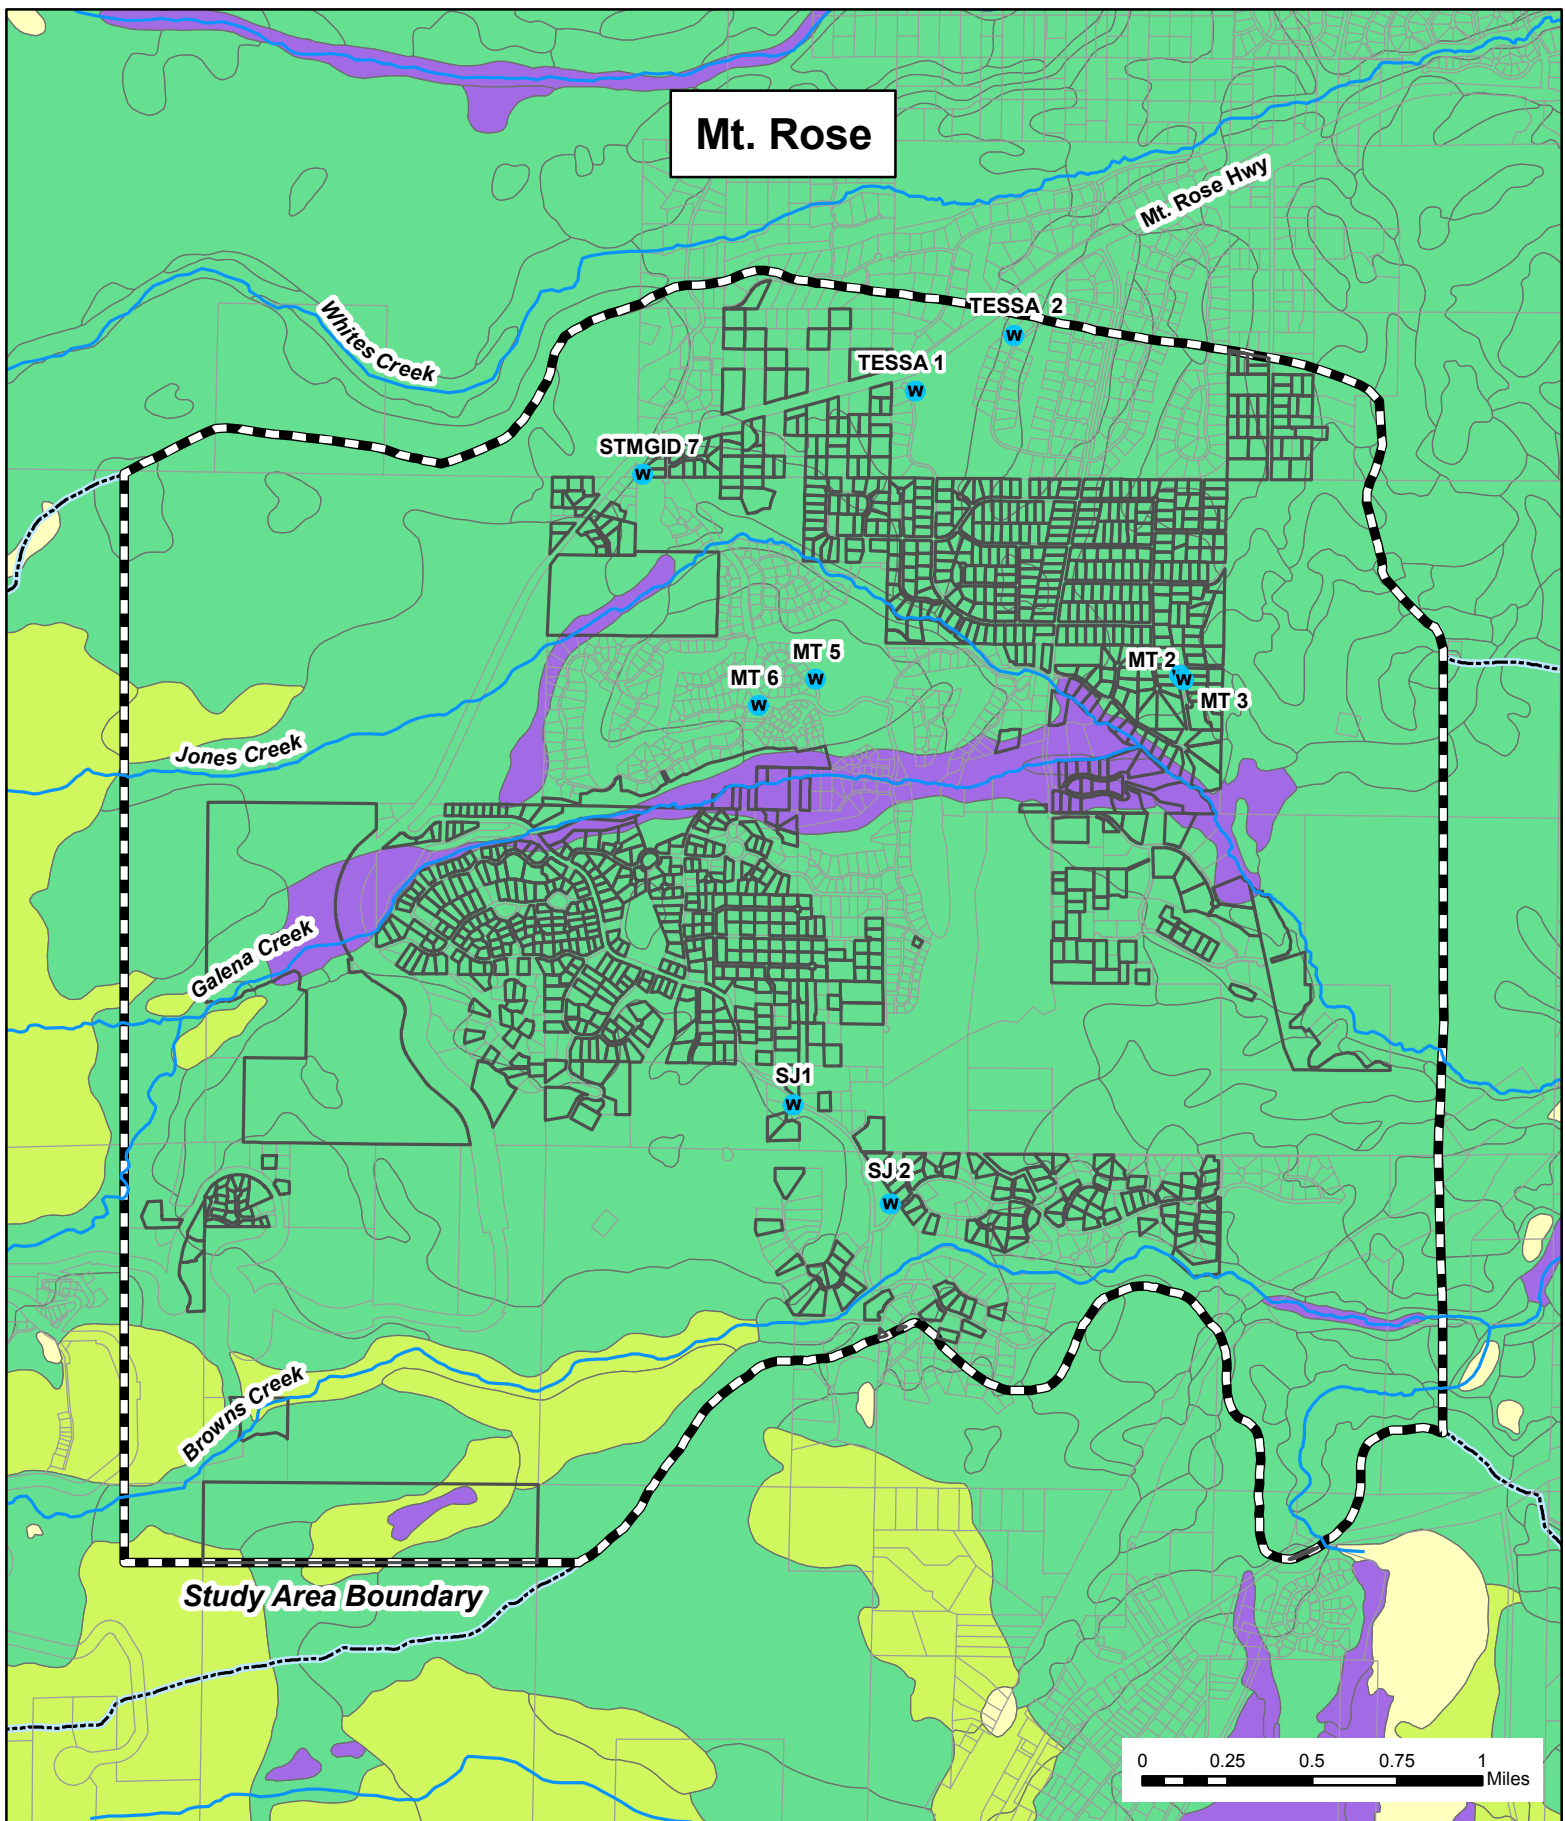 Mt. Rose
Mt. Rose Hwy
TESSA 2
Whites Creek
TESSA 1
W
W
STMGID 7
W
MT 5
MT 2
MT 6
W
W
MT 3
W
Jones Creek
Galena Creek
SJ1
W
SJ 2
W
Browns Creek
Study Area Boundary
0 0.25 0.5 0.75 1
Miles